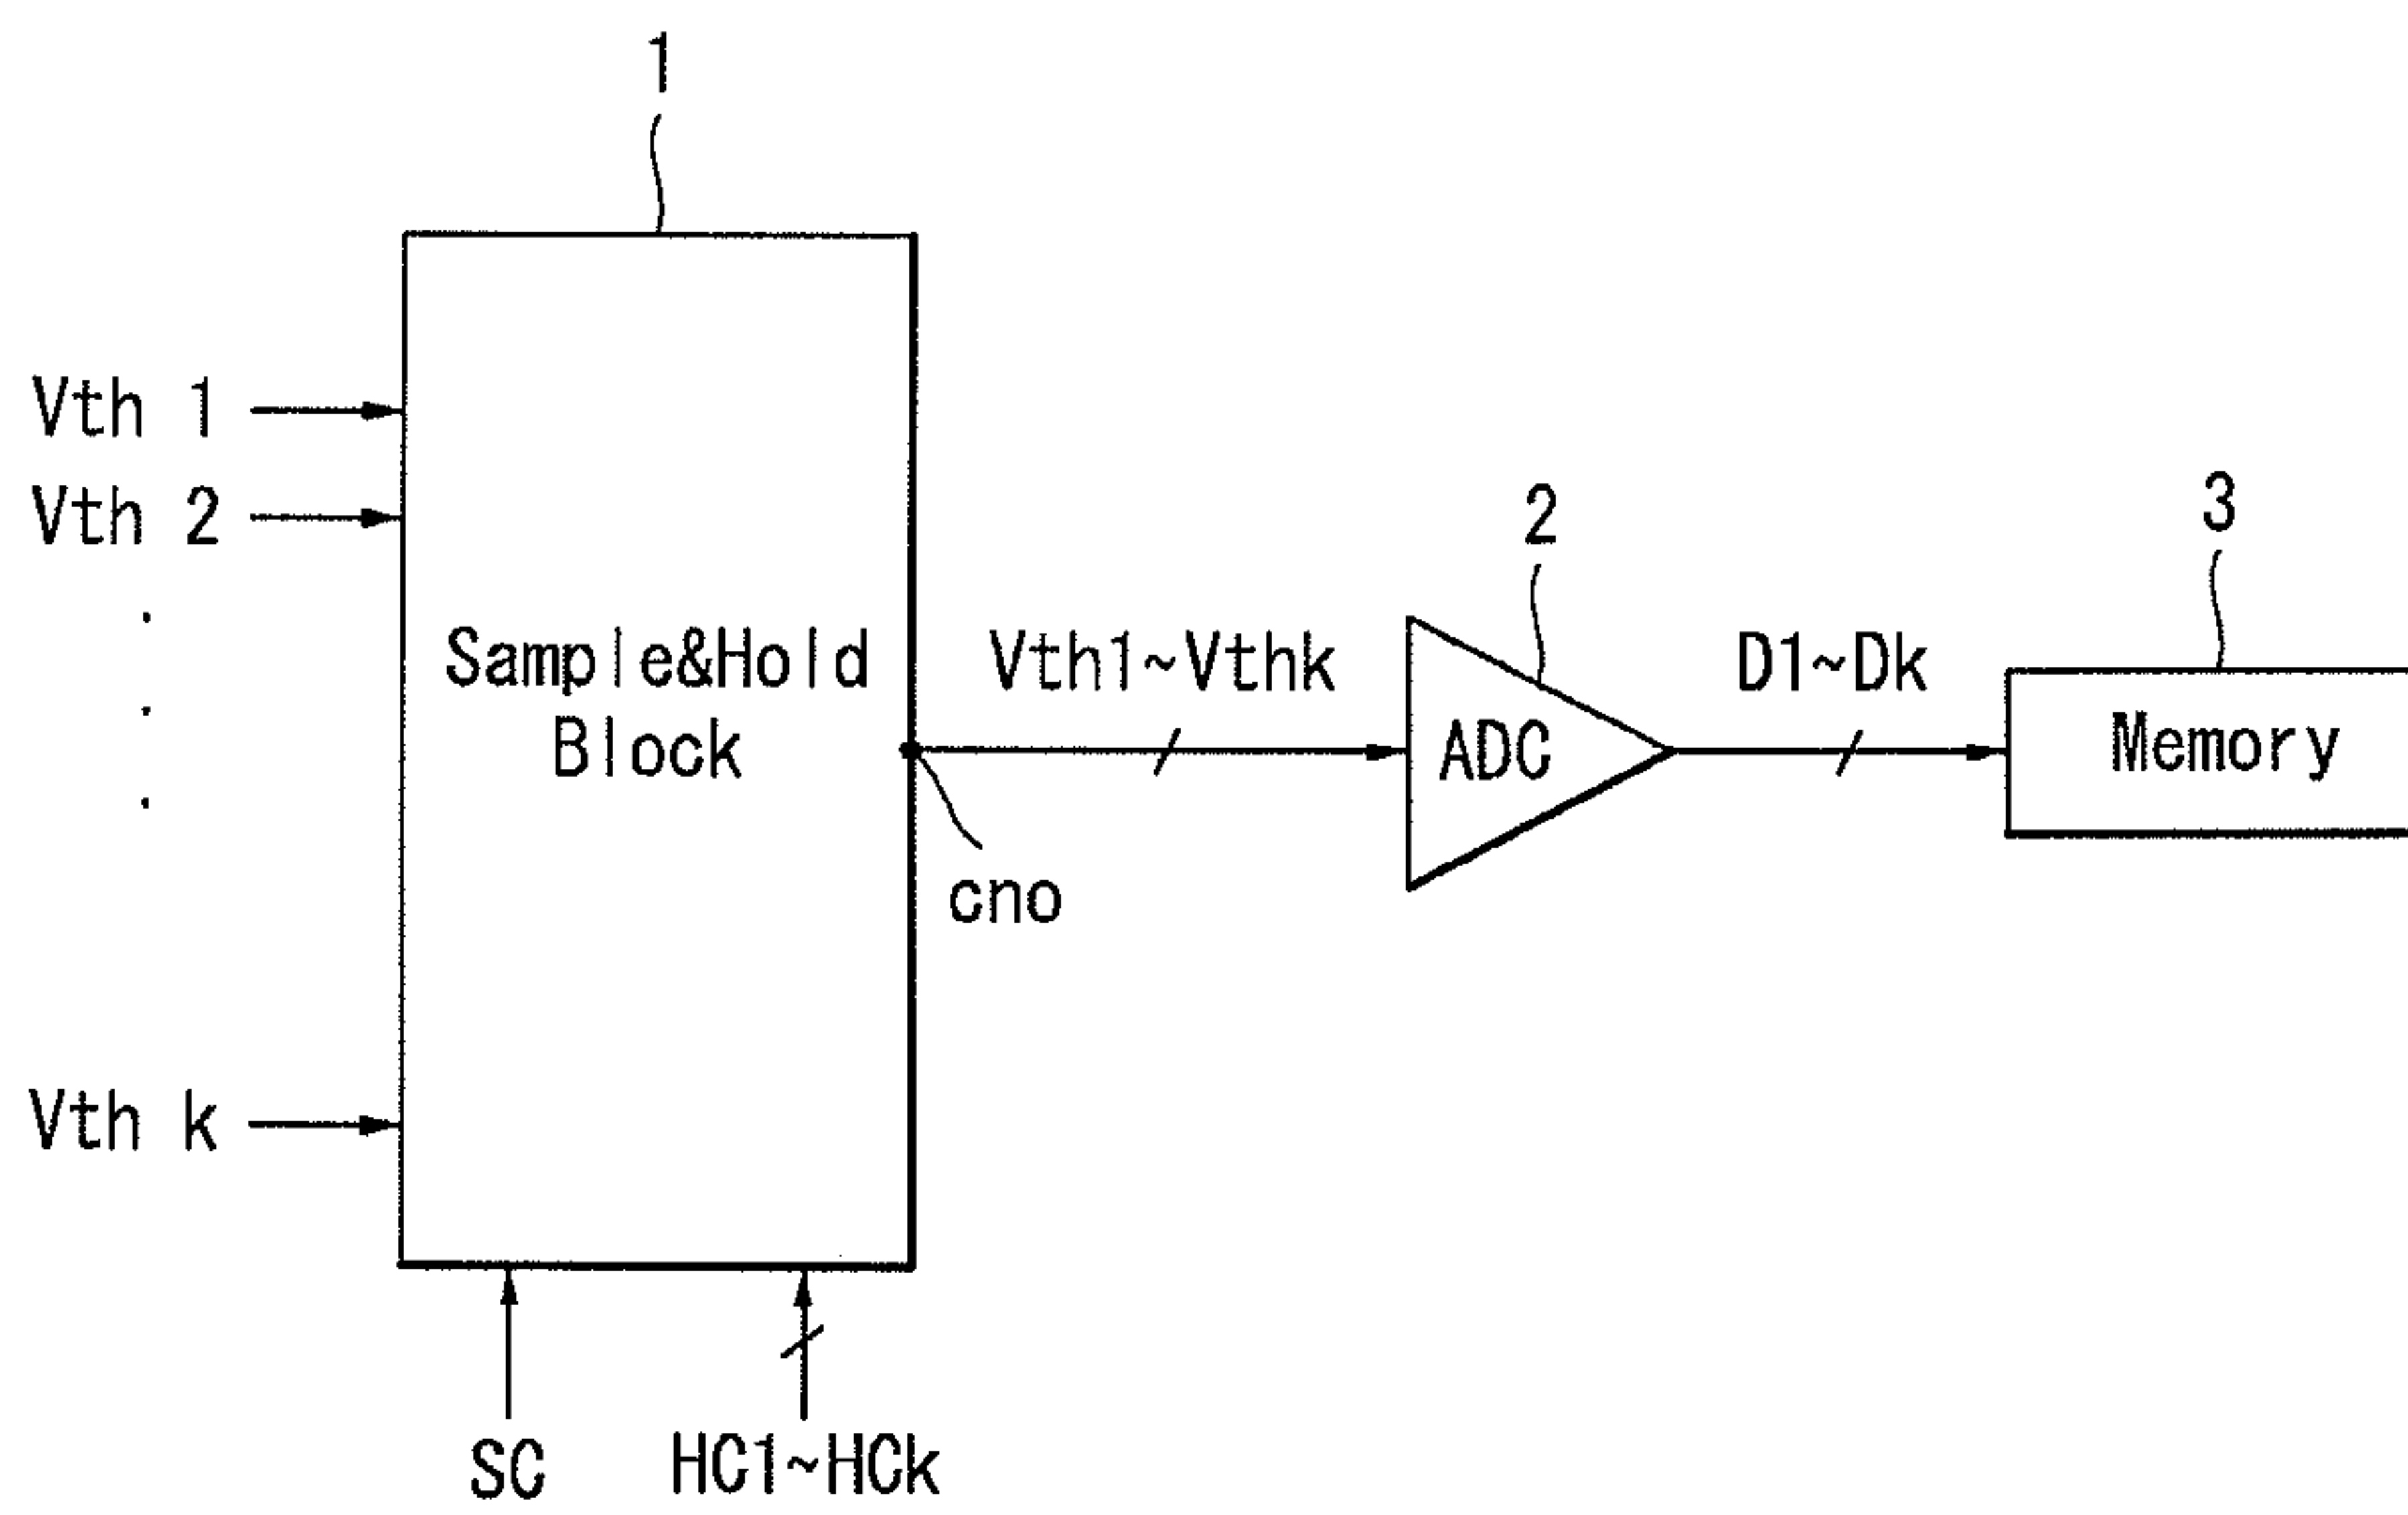 1
Vth 1
Vth 2
Sample&Hold
Block
Vth k
SC
HC1~HCk
Vth1~Vthk
cno
2
ADC
D1~Dk
3
Memory